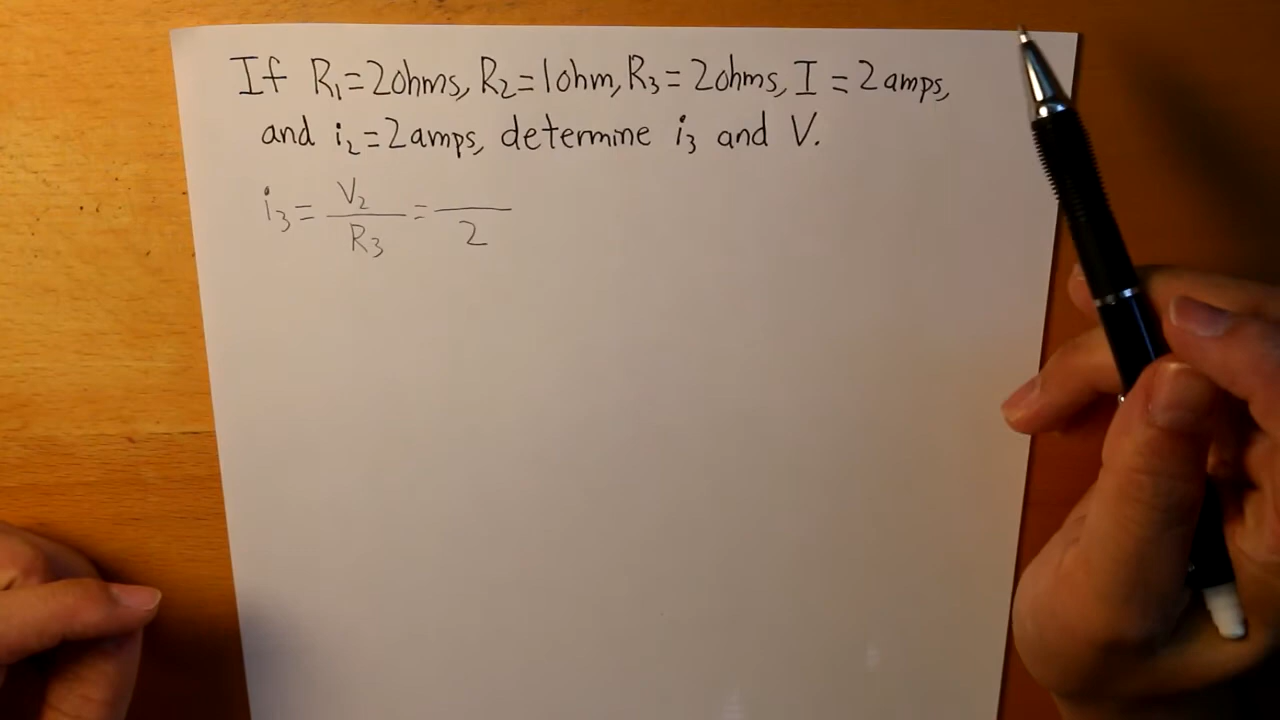 If R₁=2ohms, R₂=1ohm, R₃=2ohms, I=2amps,
and i₂=2amps, determine i₃ and V.
i₃ = V₂/R₃ = /2